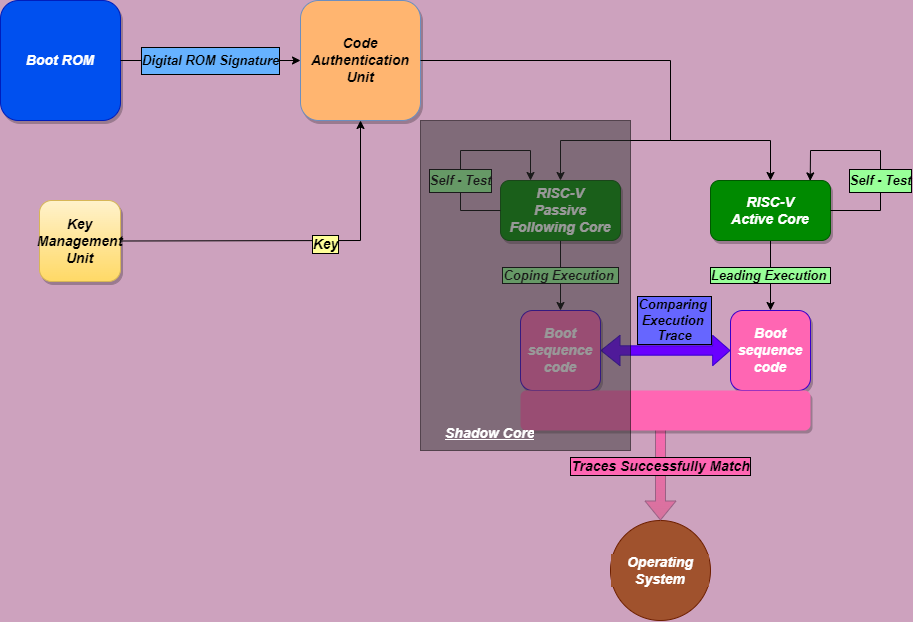 Boot ROM
Digital ROM Signature
Code
Authentication
Unit
Key
Management
Unit
Key
Self - Test
RISC-V
Passive
Following Core
RISC-V
Active Core
Self - Test
Coping Execution
Leading Execution
Comparing
Execution
Trace
Boot
sequence
code
Boot
sequence
code
Shadow Core
Traces Successfully Match
Operating
System